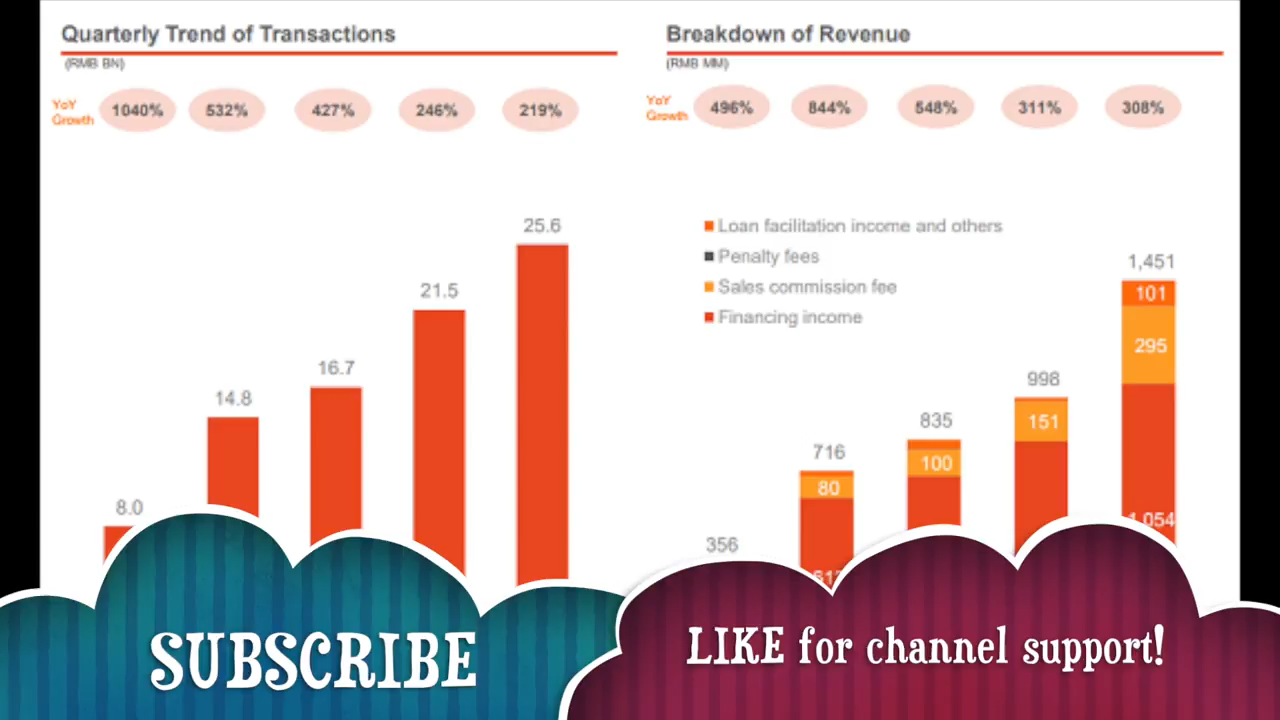 Quarterly Trend of Transactions
(RMB BN)
YoY
Growth
1040%
532%
427%
246%
219%
8.0
14.8
16.7
21.5
25.6
Breakdown of Revenue
(RMB MM)
YoY
Growth
496%
844%
548%
311%
308%
Loan facilitation income and others
Penalty fees
Sales commission fee
Financing income
356
716
80
835
100
998
151
1,451
101
295
1,054
SUBSCRIBE
LIKE for channel support!